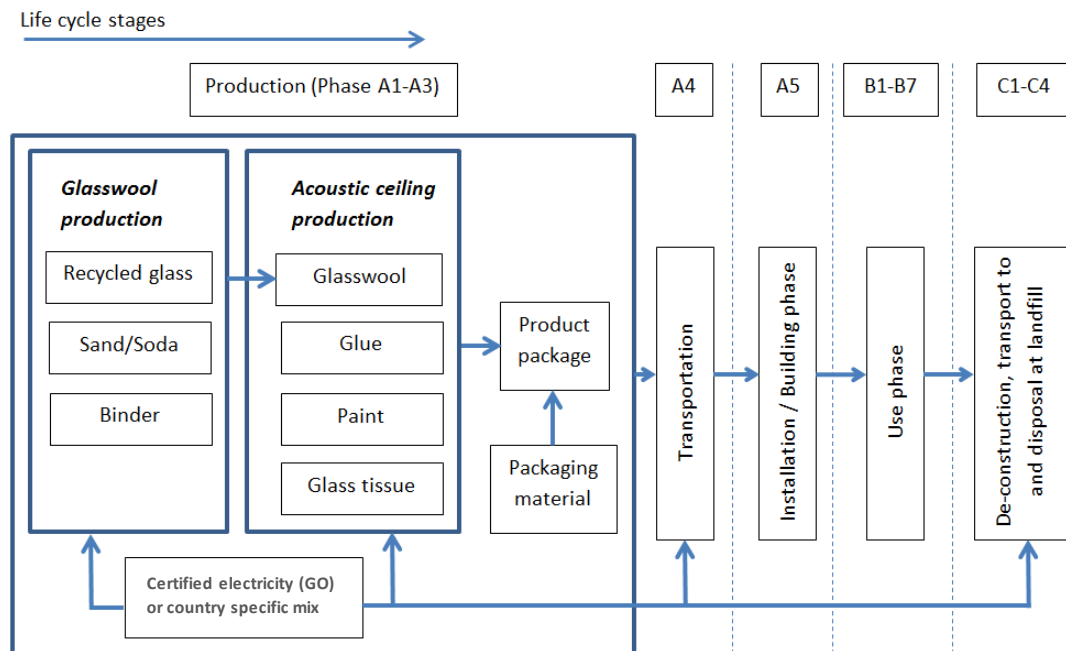 Life cycle stages
Production (Phase A1-A3)
A4
A5
B1-B7
C1-C4
Glasswool
production
Recycled glass
Sand/Soda
Binder
Acoustic ceiling
production
Glasswool
Glue
Paint
Glass tissue
Product
package
Packaging
material
Certified electricity (GO)
or country specific mix
Transportation
Installation / Building phase
Use phase
De-construction, transport to
and disposal at landfill